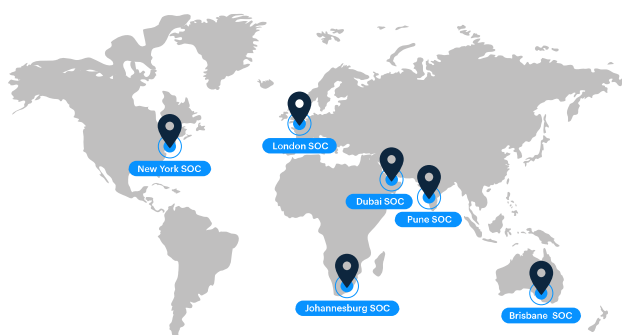 New York SOC
London SOC
Dubai SOC
Pune SOC
Johannesburg SOC
Brisbane SOC